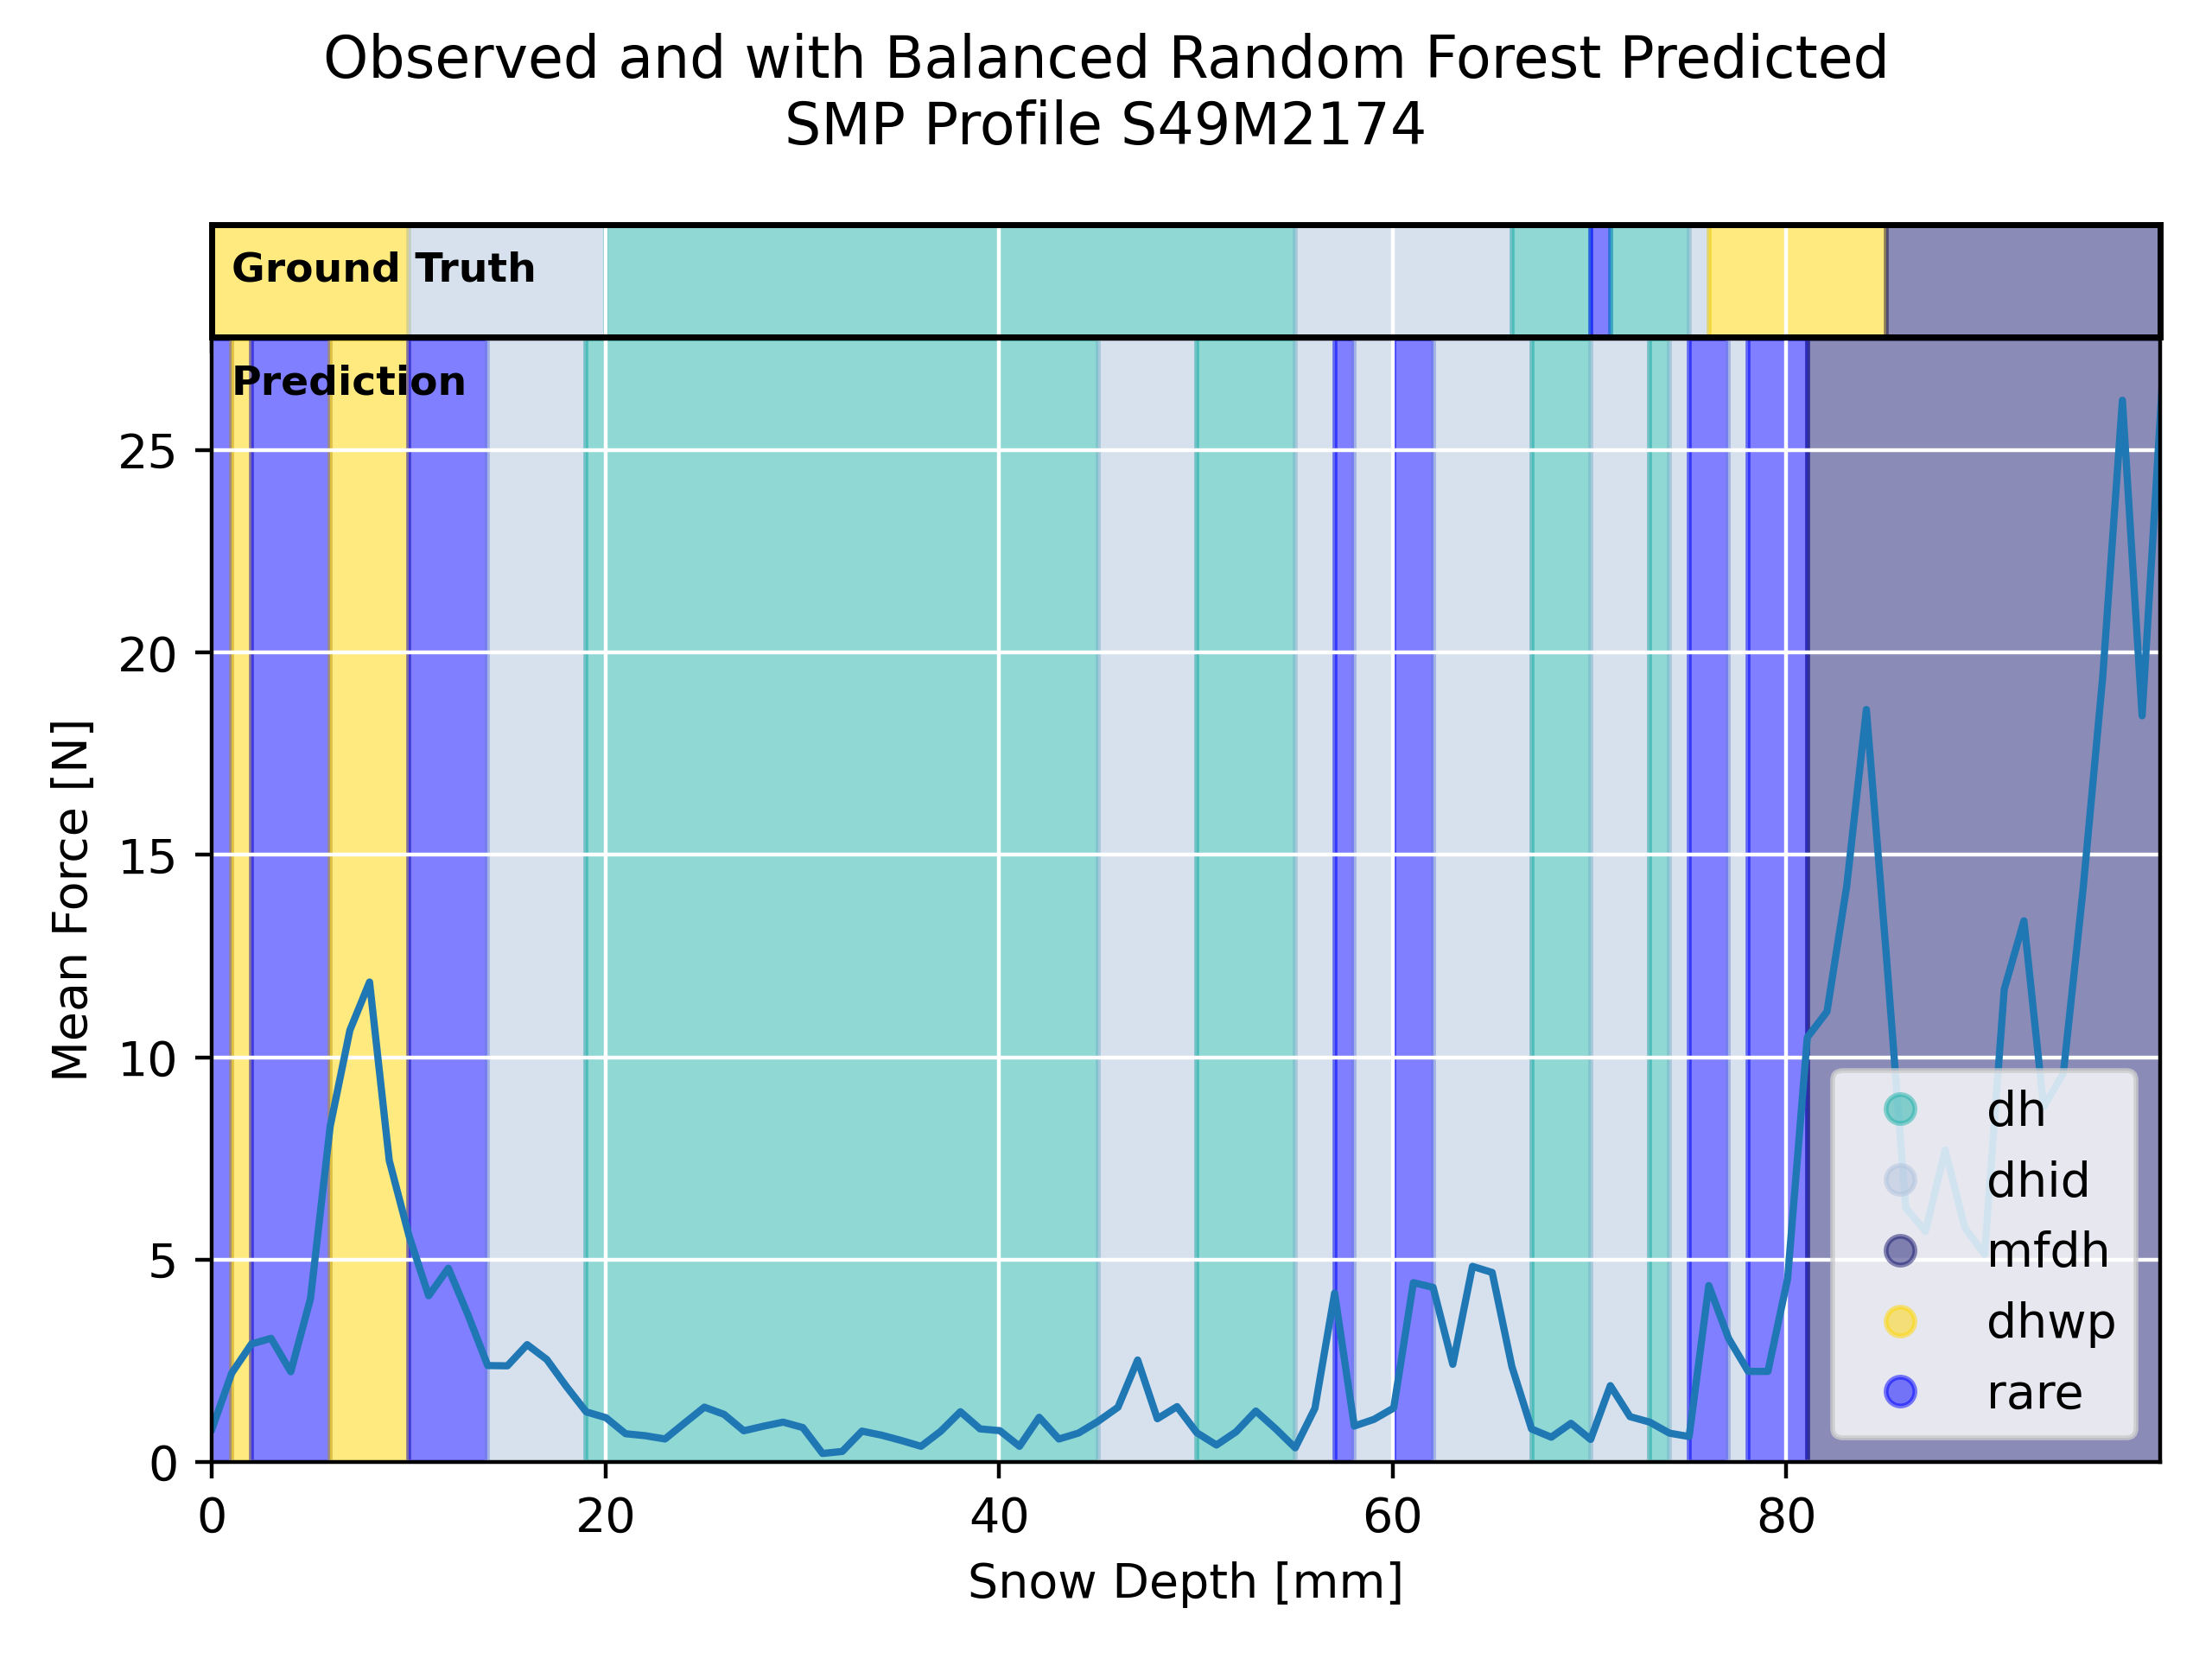 Observed and with Balanced Random Forest Predicted
SMP Profile S49M2174
Ground Truth
Prediction
25
20
15
10
5
0
Mean Force [N]
0 20 40 60 80
Snow Depth [mm]
dh
dhid
mfdh
dhwp
rare